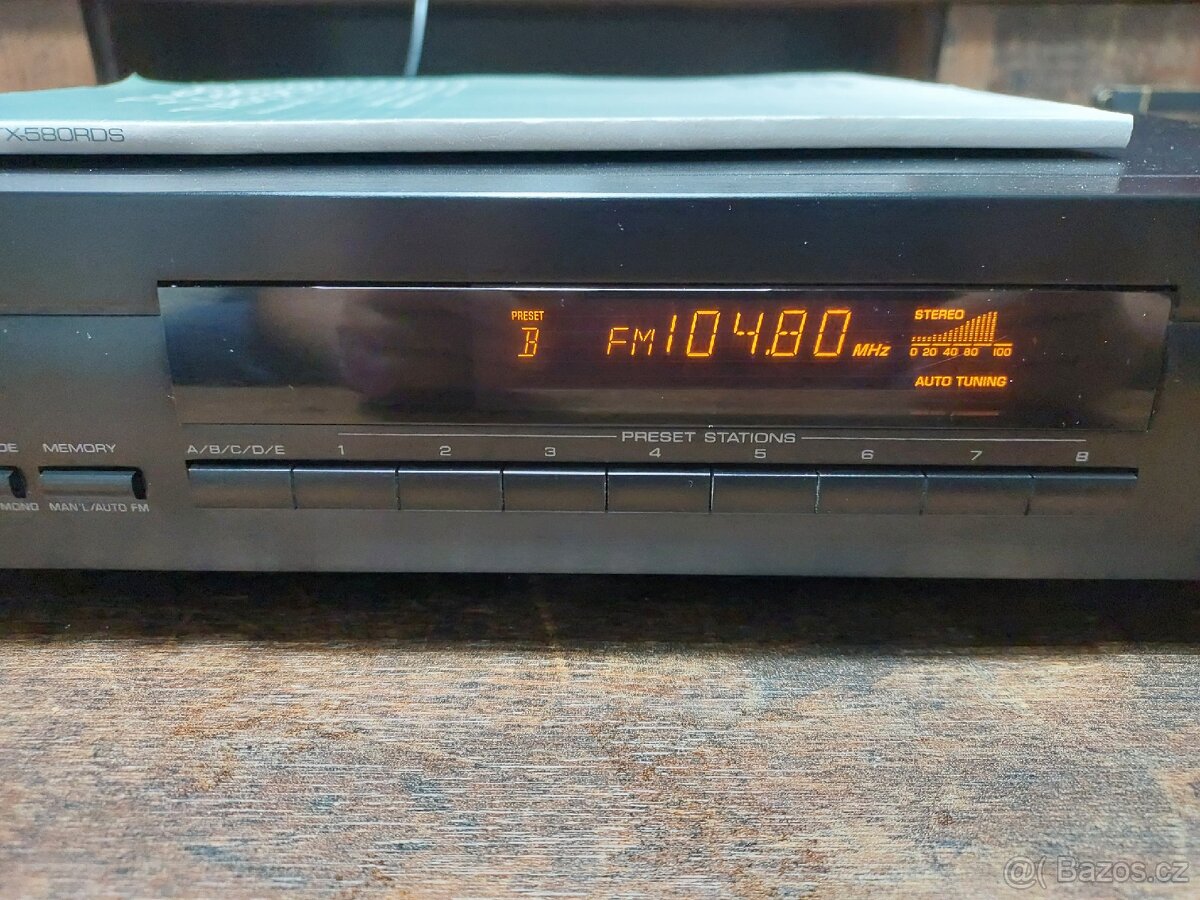 TX-580RDS
PRESET
B
FM 104.80 MHz
STEREO
0 20 40 80 100
AUTO TUNING
PRESET STATIONS
MEMORY A/B/C/D/E 1 2 3 4 5 6 7 8
MONO MAN'L/AUTO FM
@( Bazos.cz